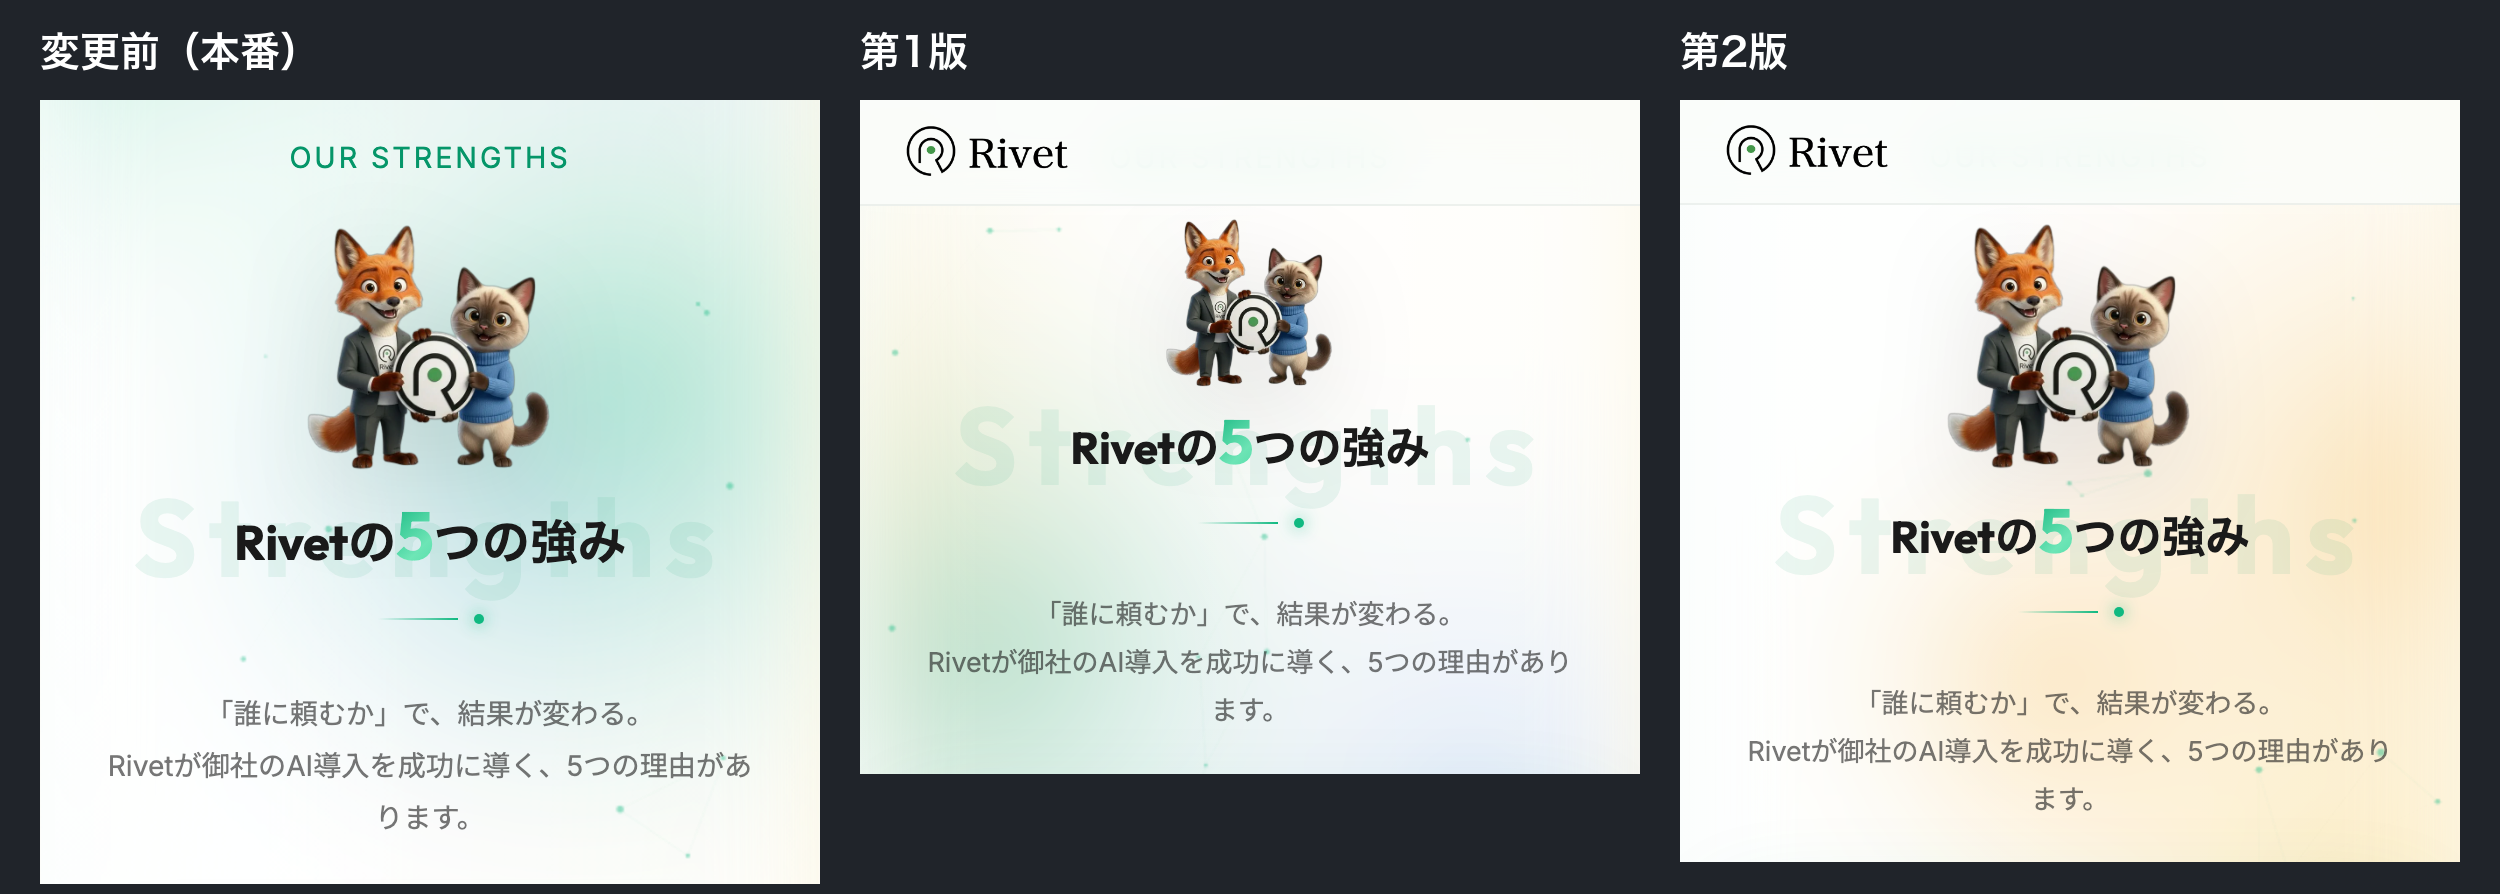 変更前（本番）
OUR STRENGTHS
Strengths
Rivetの5つの強み
「誰に頼むか」で、結果が変わる。
Rivetが御社のAI導入を成功に導く、5つの理由があ
ります。
第1版
Rivet
Strengths
Rivetの5つの強み
「誰に頼むか」で、結果が変わる。
Rivetが御社のAI導入を成功に導く、5つの理由があり
ます。
第2版
Rivet
Strengths
Rivetの5つの強み
「誰に頼むか」で、結果が変わる。
Rivetが御社のAI導入を成功に導く、5つの理由があり
ます。